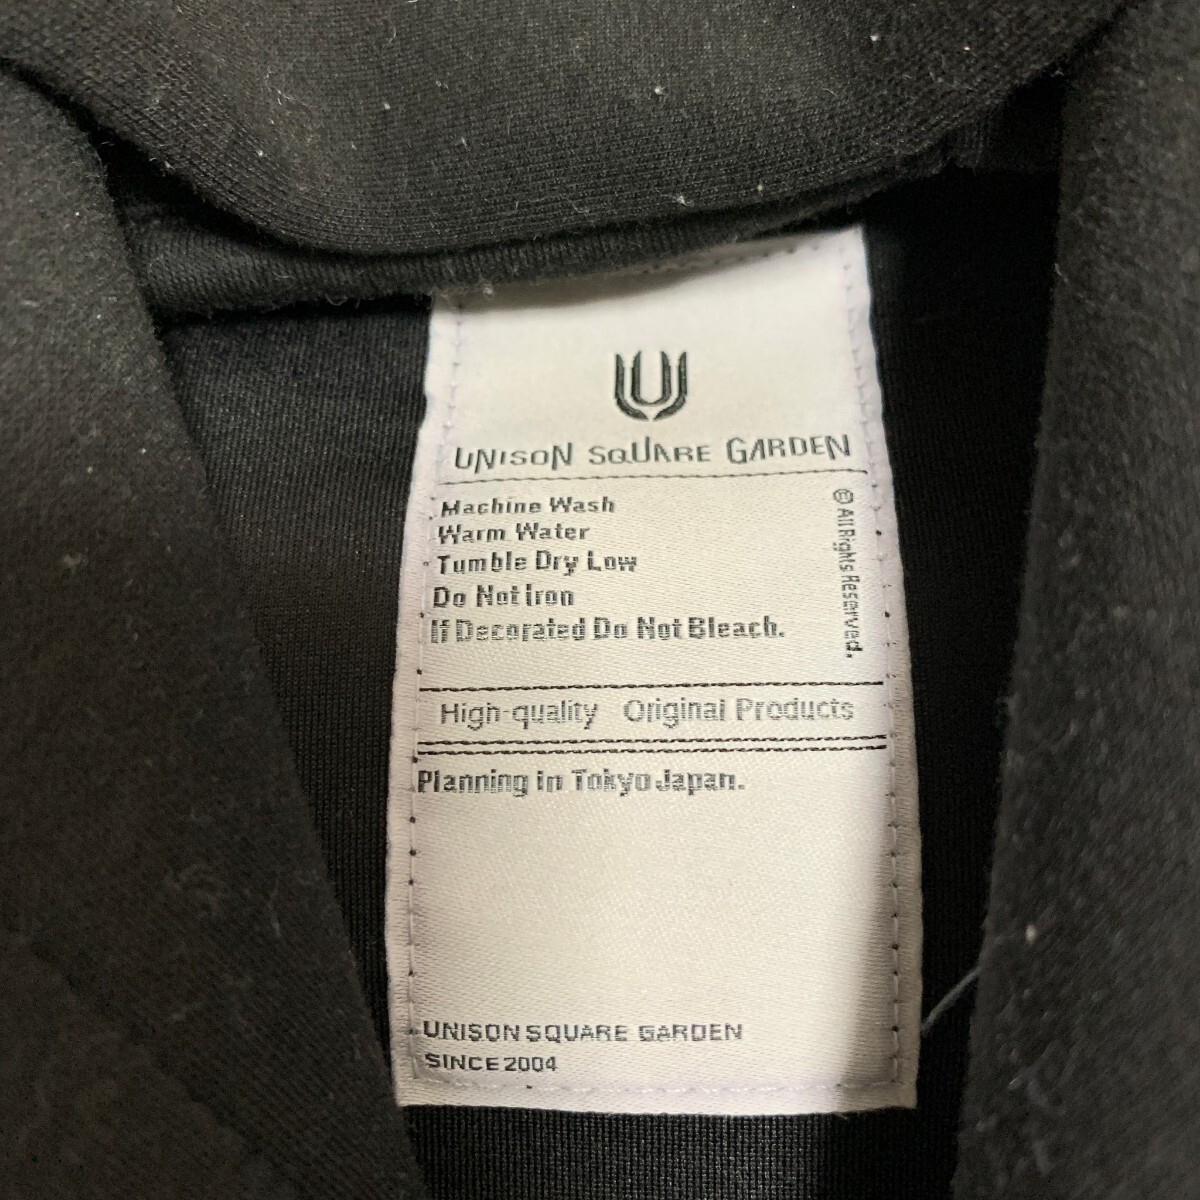 UNISON SQUARE GARDEN
Machine Wash
Warm Water
Tumble Dry Low
Do Not Iron
If Decorated Do Not Bleach.
© All Rights Reserved.
High-quality Original Products
Planning in Tokyo Japan.
UNISON SQUARE GARDEN
SINCE 2004